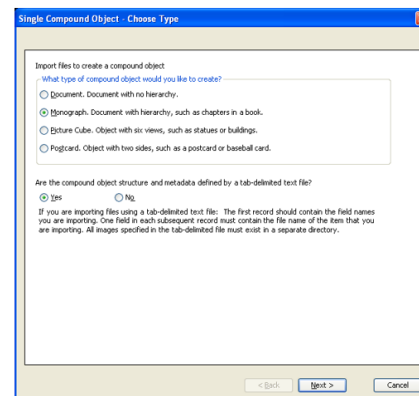 Single Compound Object - Choose Type
Import files to create a compound object
What type of compound object would you like to create?
Document. Document with no hierarchy.
Monograph. Document with hierarchy, such as chapters in a book.
Picture Cube. Object with six views, such as statues or buildings.
Postcard. Object with two sides, such as a postcard or baseball card.
Are the compound object structure and metadata defined by a tab-delimited text file?
Yes No
If you are importing files using a tab-delimited text file: The first record should contain the field names
you are importing. One field in each subsequent record must contain the file name of the item that you
are importing. All images specified in the tab-delimited file must exist in a separate directory.
< Back Next > Cancel